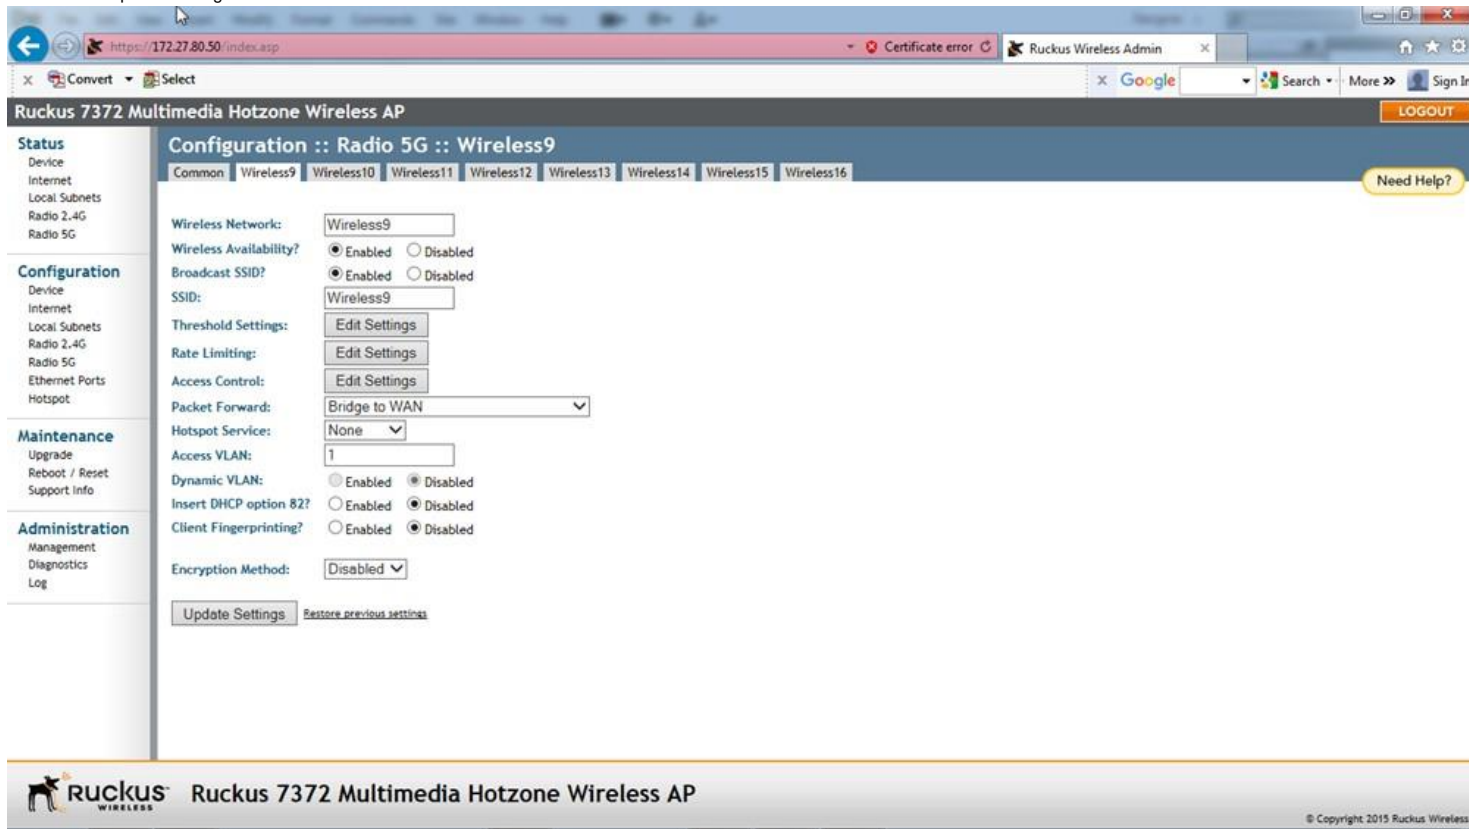 https://172.27.80.50/index.asp
Certificate error
Ruckus Wireless Admin
x Convert Select
x Google Search More >> Sign In
Ruckus 7372 Multimedia Hotzone Wireless AP
LOGOUT
Status
Device
Internet
Local Subnets
Radio 2.4G
Radio 5G
Configuration
Device
Internet
Local Subnets
Radio 2.4G
Radio 5G
Ethernet Ports
Hotspot
Maintenance
Upgrade
Reboot / Reset
Support Info
Administration
Management
Diagnostics
Log
Configuration :: Radio 5G :: Wireless9
Common Wireless9 Wireless10 Wireless11 Wireless12 Wireless13 Wireless14 Wireless15 Wireless16
Need Help?
Wireless Network: Wireless9
Wireless Availability? Enabled Disabled
Broadcast SSID? Enabled Disabled
SSID: Wireless9
Threshold Settings: Edit Settings
Rate Limiting: Edit Settings
Access Control: Edit Settings
Packet Forward: Bridge to WAN
Hotspot Service: None
Access VLAN: 1
Dynamic VLAN: Enabled Disabled
Insert DHCP option 82? Enabled Disabled
Client Fingerprinting? Enabled Disabled
Encryption Method: Disabled
Update Settings Restore previous settings
Ruckus WIRELESS
Ruckus 7372 Multimedia Hotzone Wireless AP
© Copyright 2015 Ruckus Wireless